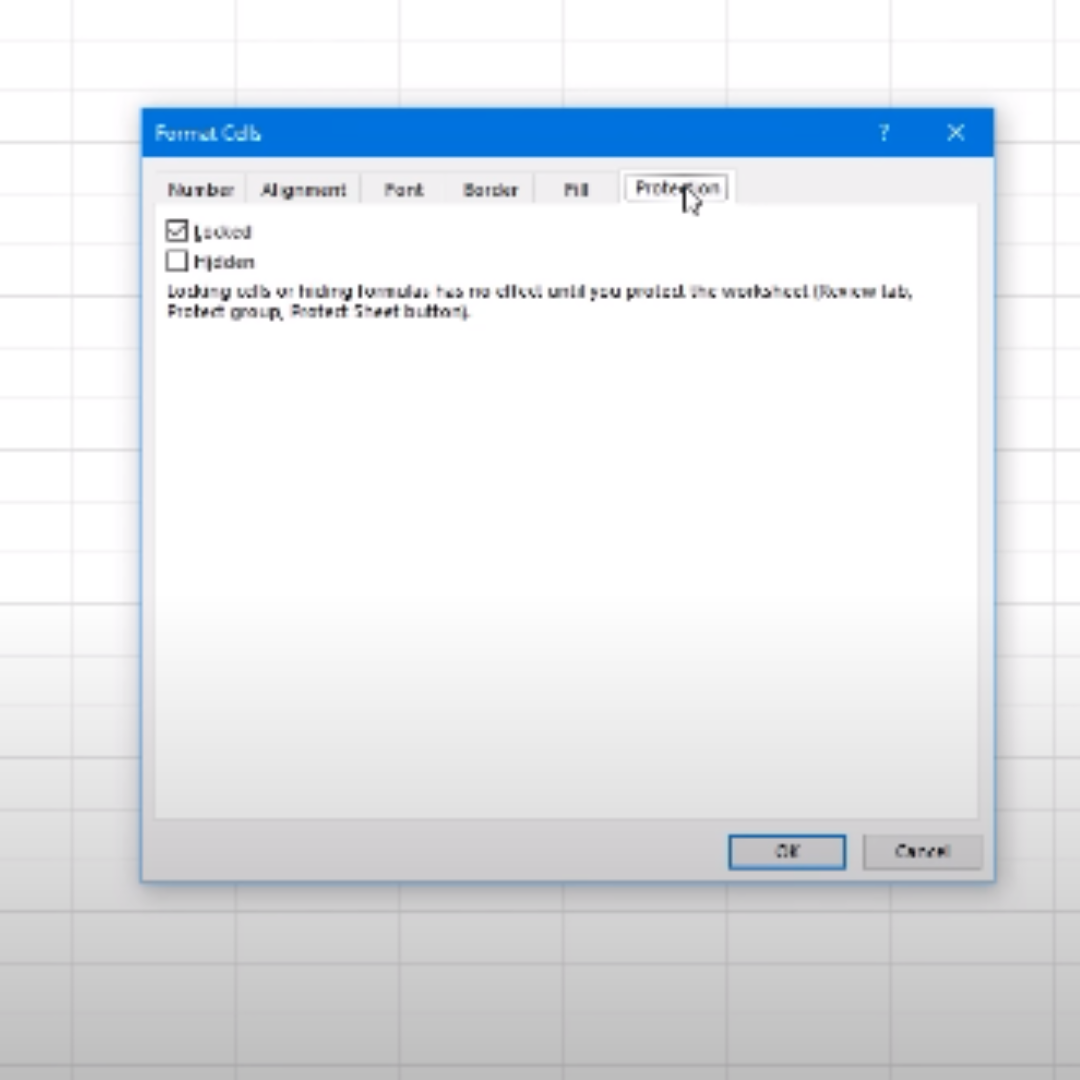 Format Cells ? ×
Number Alignment Font Border Fill Protection
Locked
Hidden
Locking cells or hiding formulas has no effect until you protect the worksheet (Review tab,
Protect group, Protect Sheet button).
OK Cancel